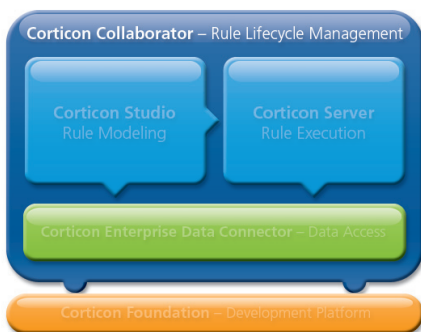 Corticon Collaborator – Rule Lifecycle Management
Corticon Studio
Rule Modeling
Corticon Server
Rule Execution
Corticon Enterprise Data Connector – Data Access
Corticon Foundation – Development Platform